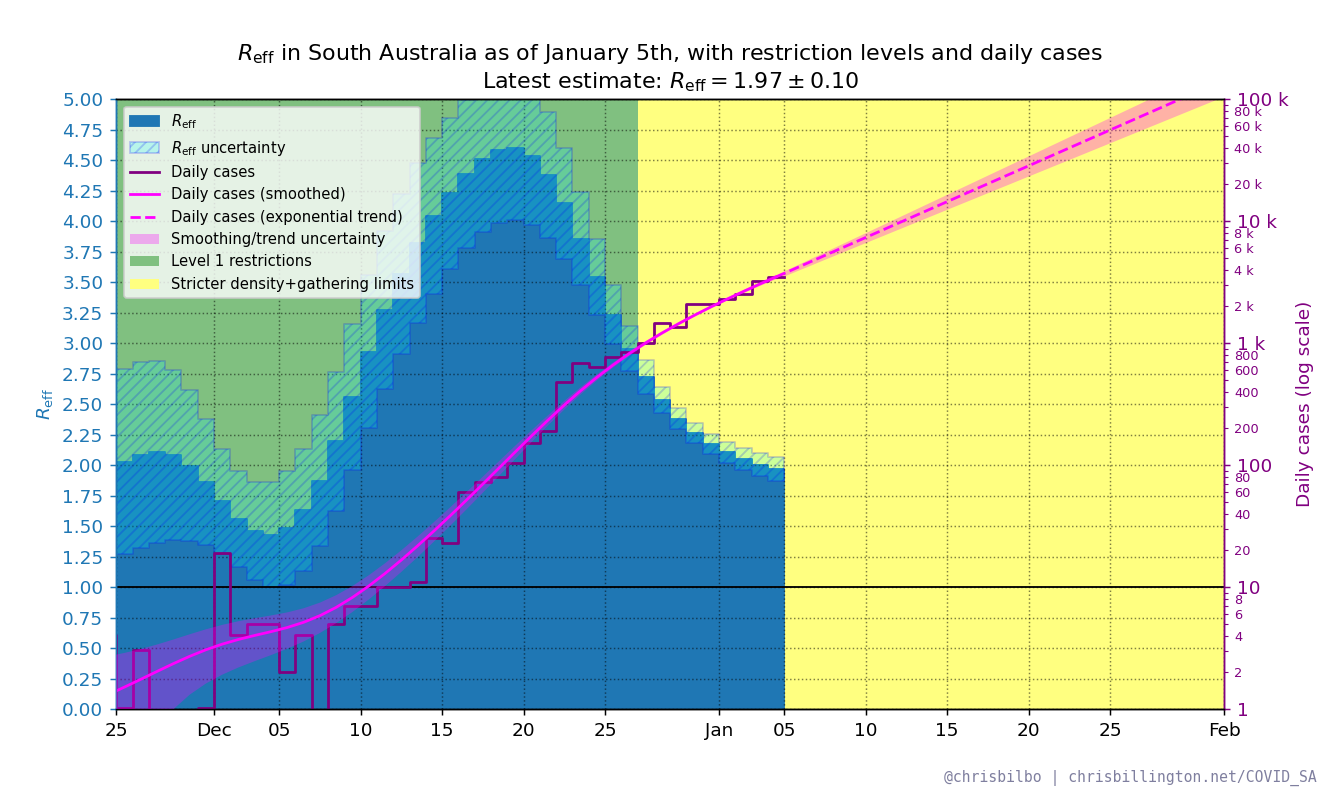 R_eff in South Australia as of January 5th, with restriction levels and daily cases
Latest estimate: R_eff = 1.97 ± 0.10
R_eff
R_eff uncertainty
Daily cases
Daily cases (smoothed)
Daily cases (exponential trend)
Smoothing/trend uncertainty
Level 1 restrictions
Stricter density+gathering limits
R_eff
5.00
4.75
4.50
4.25
4.00
3.75
3.50
3.25
3.00
2.75
2.50
2.25
2.00
1.75
1.50
1.25
1.00
0.75
0.50
0.25
0.00
25 Dec 05 10 15 20 25 Jan 05 10 15 20 25 Feb
100 k
80 k
60 k
40 k
20 k
10 k
8 k
6 k
4 k
2 k
1 k
800
600
400
200
100
80
60
40
20
10
8
6
4
2
1
Daily cases (log scale)
@chrisbilbo | chrisbillington.net/COVID_SA